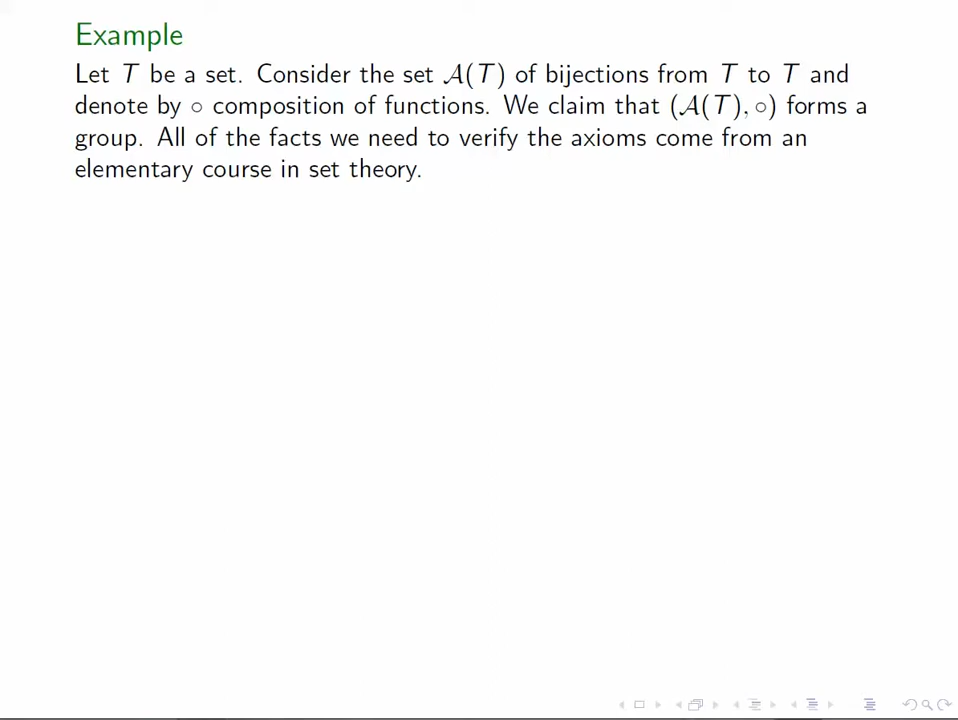 Example
Let T be a set. Consider the set 𝒜(T) of bijections from T to T and
denote by ∘ composition of functions. We claim that (𝒜(T), ∘) forms a
group. All of the facts we need to verify the axioms come from an
elementary course in set theory.